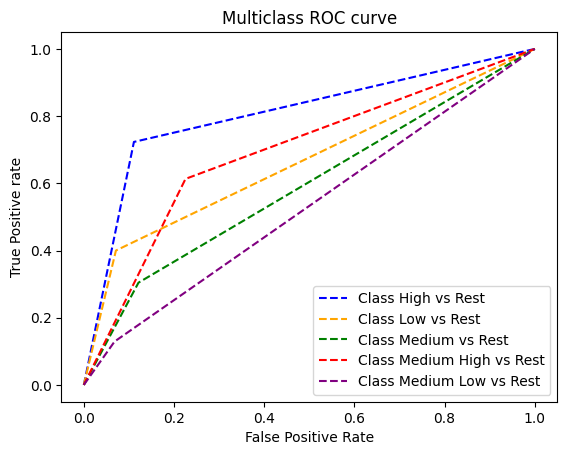 Multiclass ROC curve
True Positive rate
1.0
0.8
0.6
0.4
0.2
0.0
Class High vs Rest
Class Low vs Rest
Class Medium vs Rest
Class Medium High vs Rest
Class Medium Low vs Rest
0.0 0.2 0.4 0.6 0.8 1.0
False Positive Rate